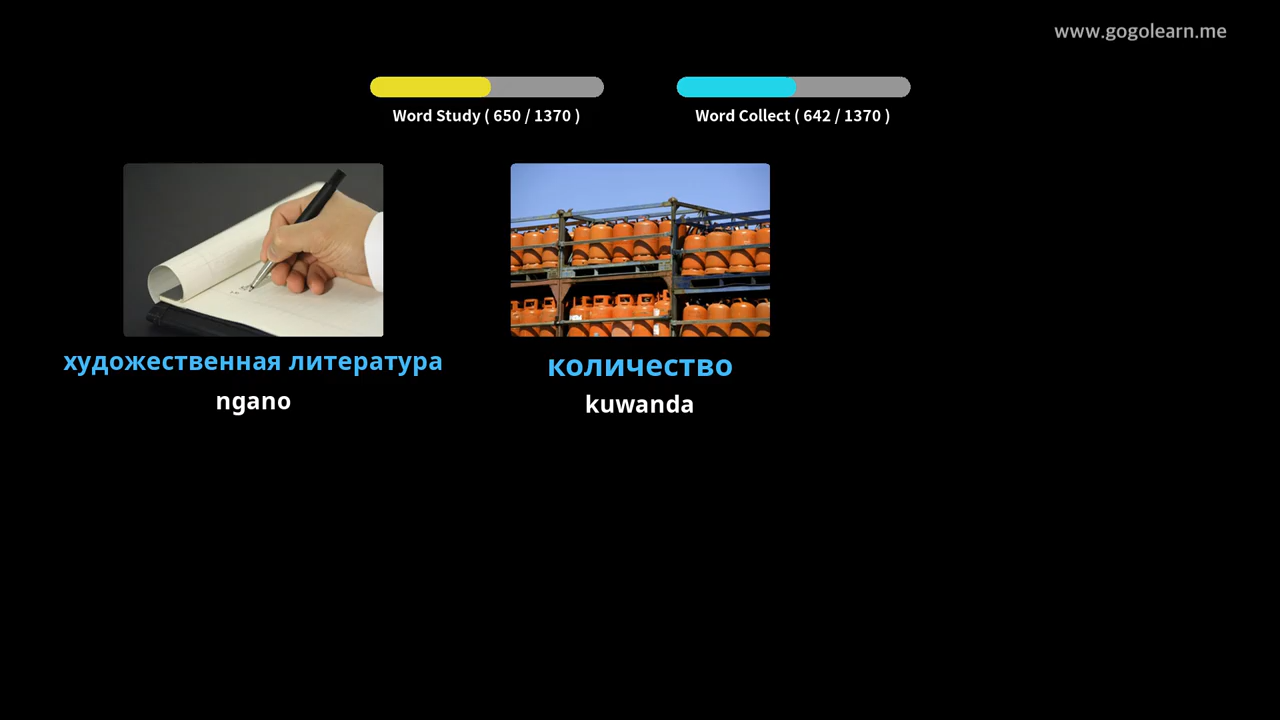 www.gogolearn.me
Word Study ( 650 / 1370 )
Word Collect ( 642 / 1370 )
художественная литература
ngano
количество
kuwanda